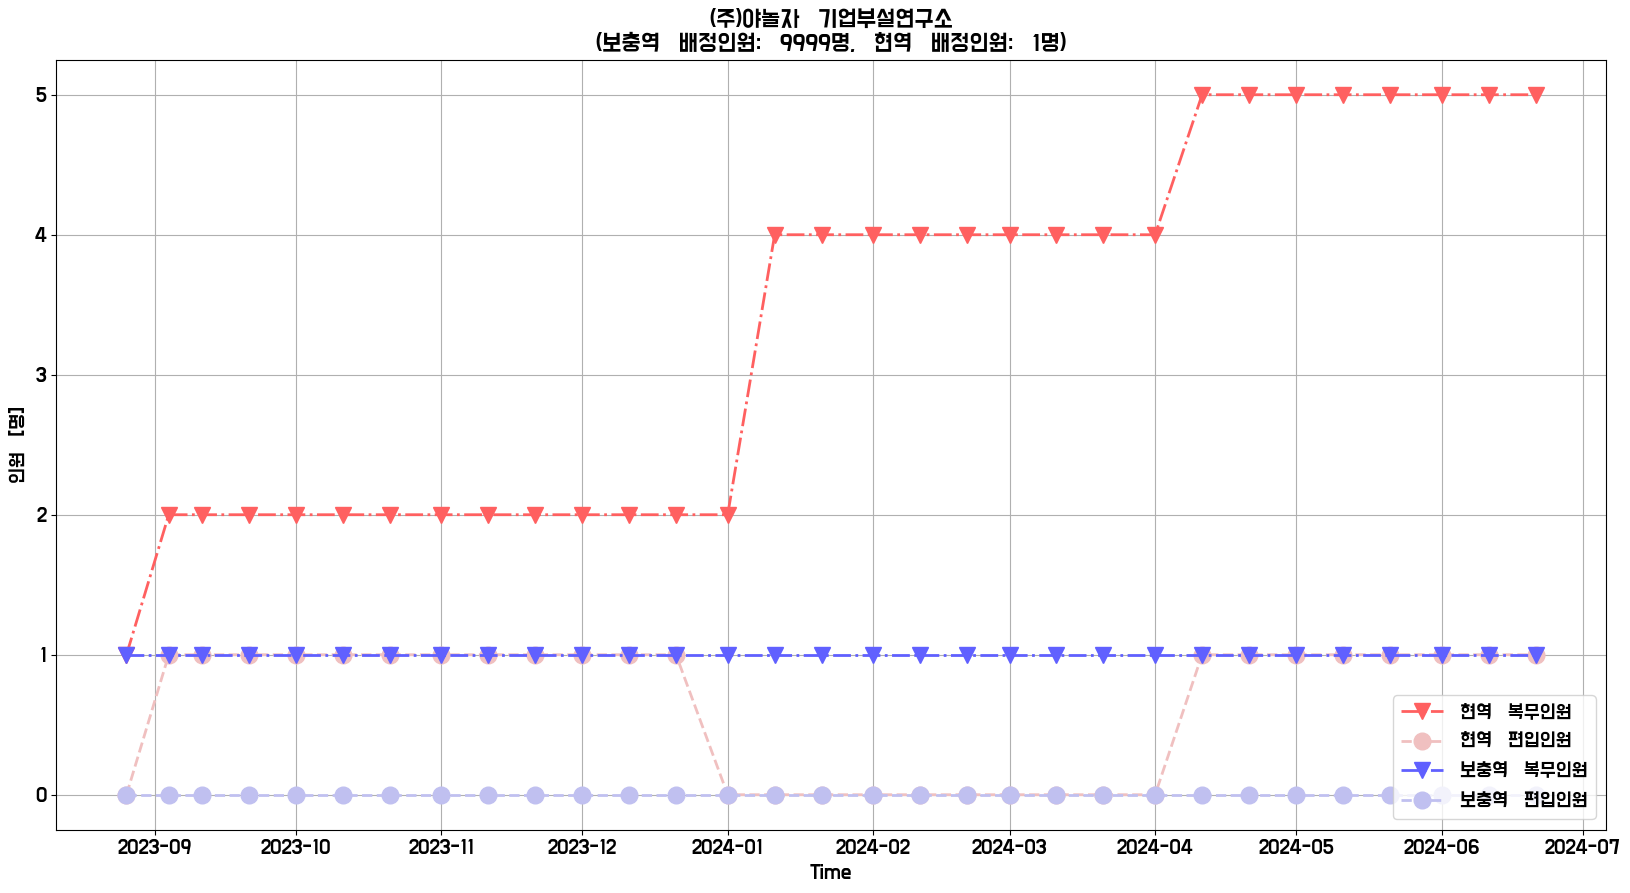 (주)야놀자 기업부설연구소
(보충역 배정인원: 9999명, 현역 배정인원: 1명)
5
4
3
2
1
0
인원 [명]
2023-09 2023-10 2023-11 2023-12 2024-01 2024-02 2024-03 2024-04 2024-05 2024-06 2024-07
Time
현역 복무인원
현역 편입인원
보충역 복무인원
보충역 편입인원